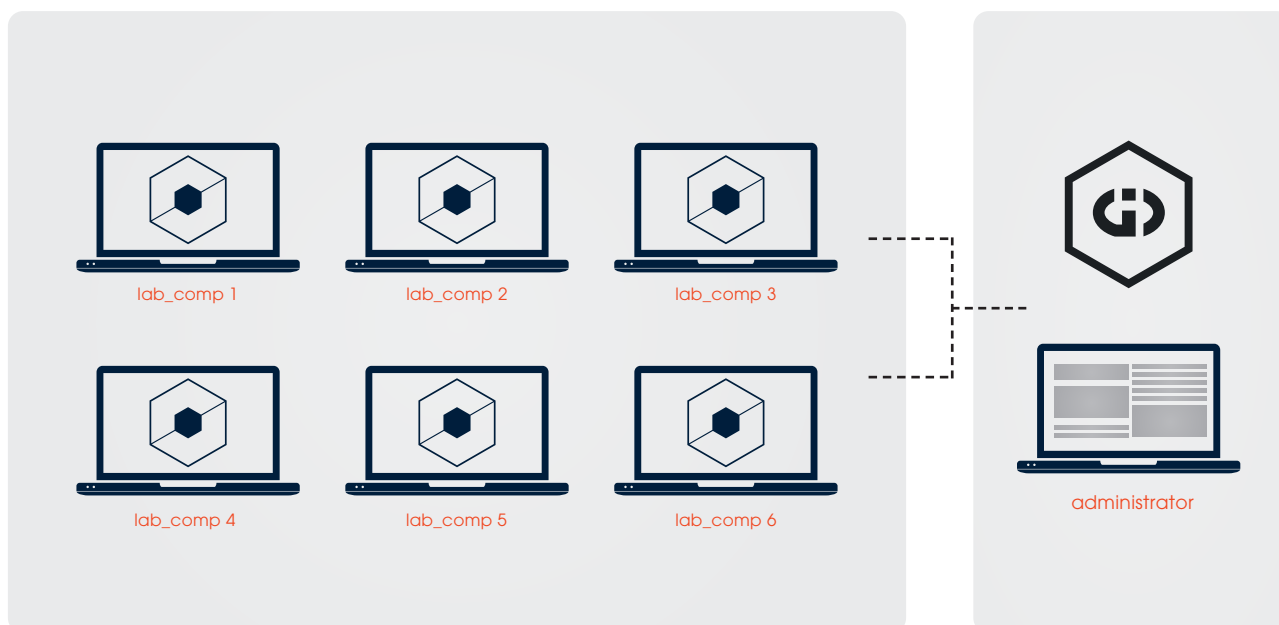 lab_comp 1
lab_comp 2
lab_comp 3
lab_comp 4
lab_comp 5
lab_comp 6
administrator